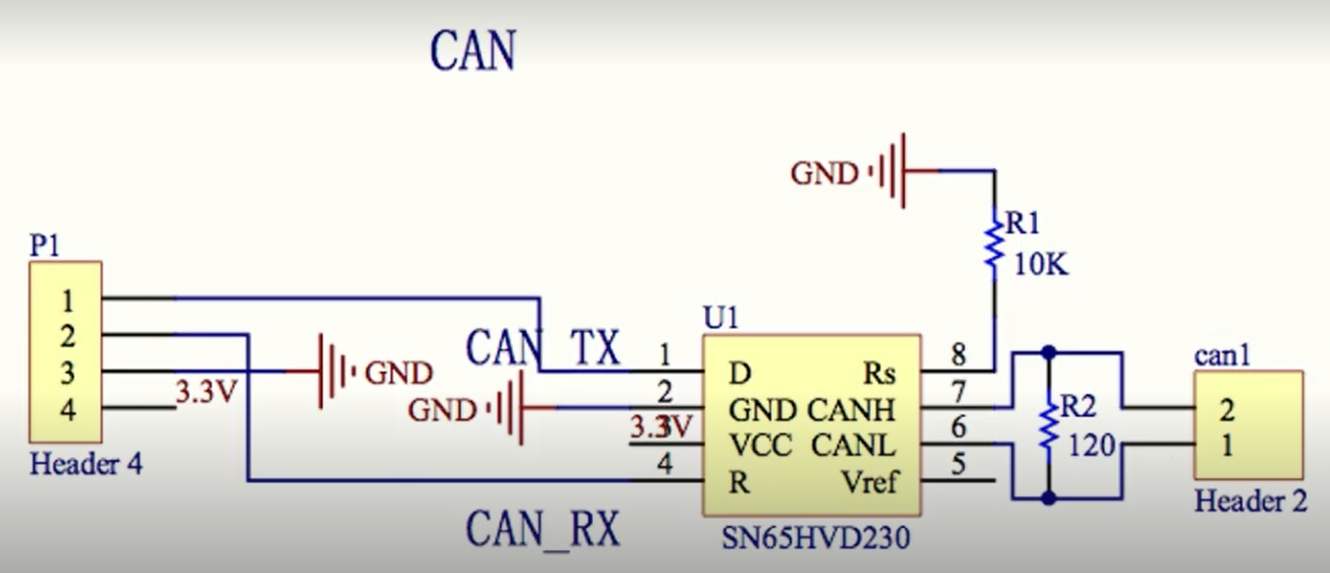 CAN
GND
R1
10K
P1
1
2
3
4
3.3V
Header 4
GND
CAN_TX
GND
3.3V
CAN_RX
U1
1
2
3
4
D
GND
VCC
R
Rs
CANH
CANL
Vref
8
7
6
5
SN65HVD230
R2
120
can1
2
1
Header 2